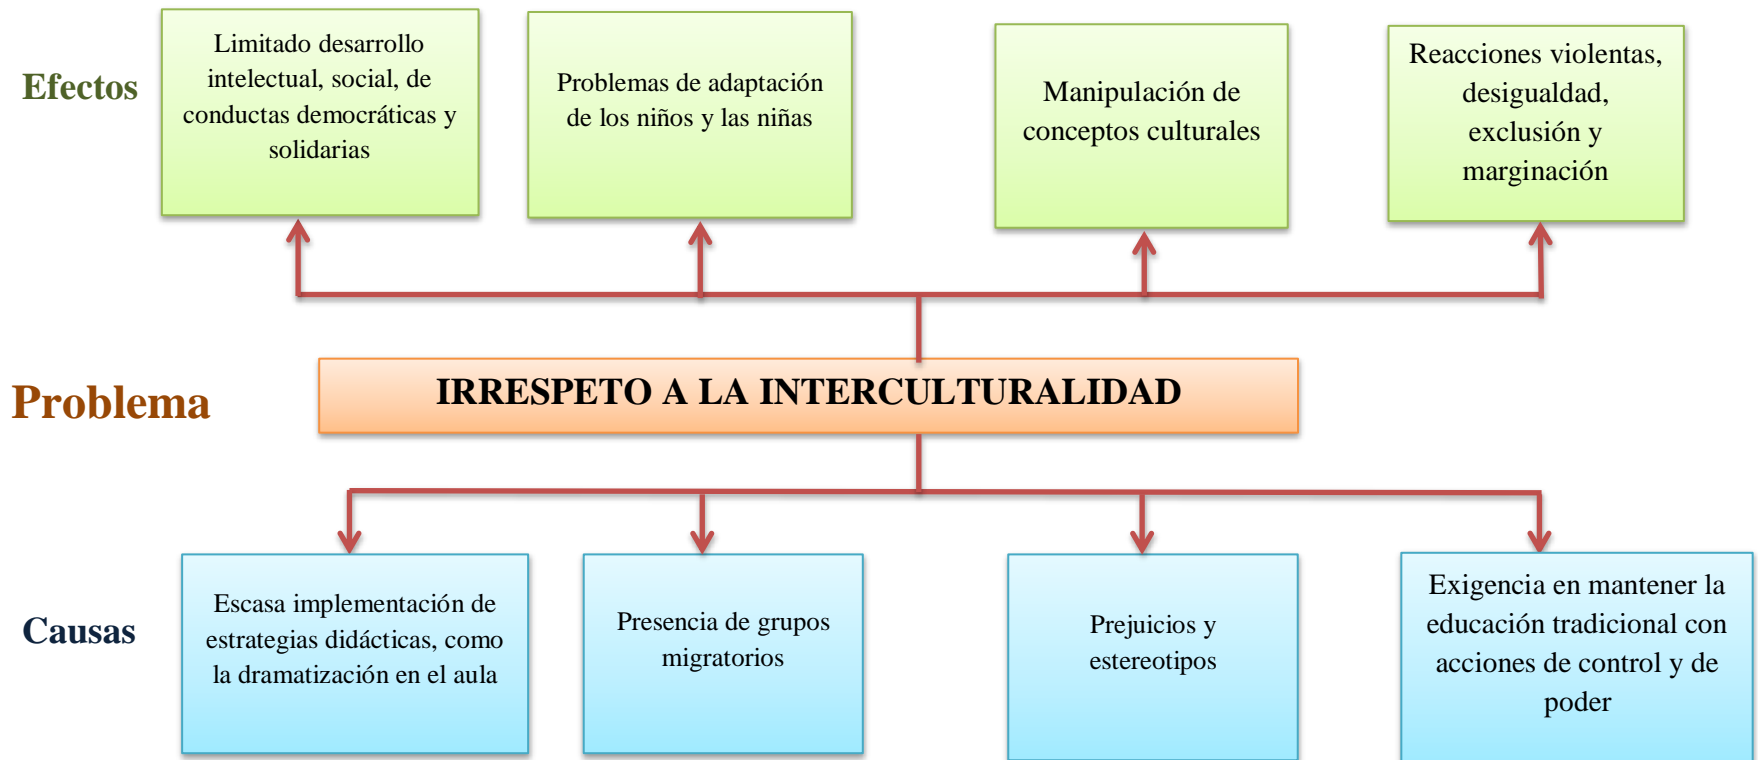 Efectos
Limitado desarrollo
intelectual, social, de
conductas democráticas y
solidarias
Problemas de adaptación
de los niños y las niñas
Manipulación de
conceptos culturales
Reacciones violentas,
desigualdad,
exclusión y
marginación
Problema
IRRESPETO A LA INTERCULTURALIDAD
Causas
Escasa implementación de
estrategias didácticas, como
la dramatización en el aula
Presencia de grupos
migratorios
Prejuicios y
estereotipos
Exigencia en mantener la
educación tradicional con
acciones de control y de
poder